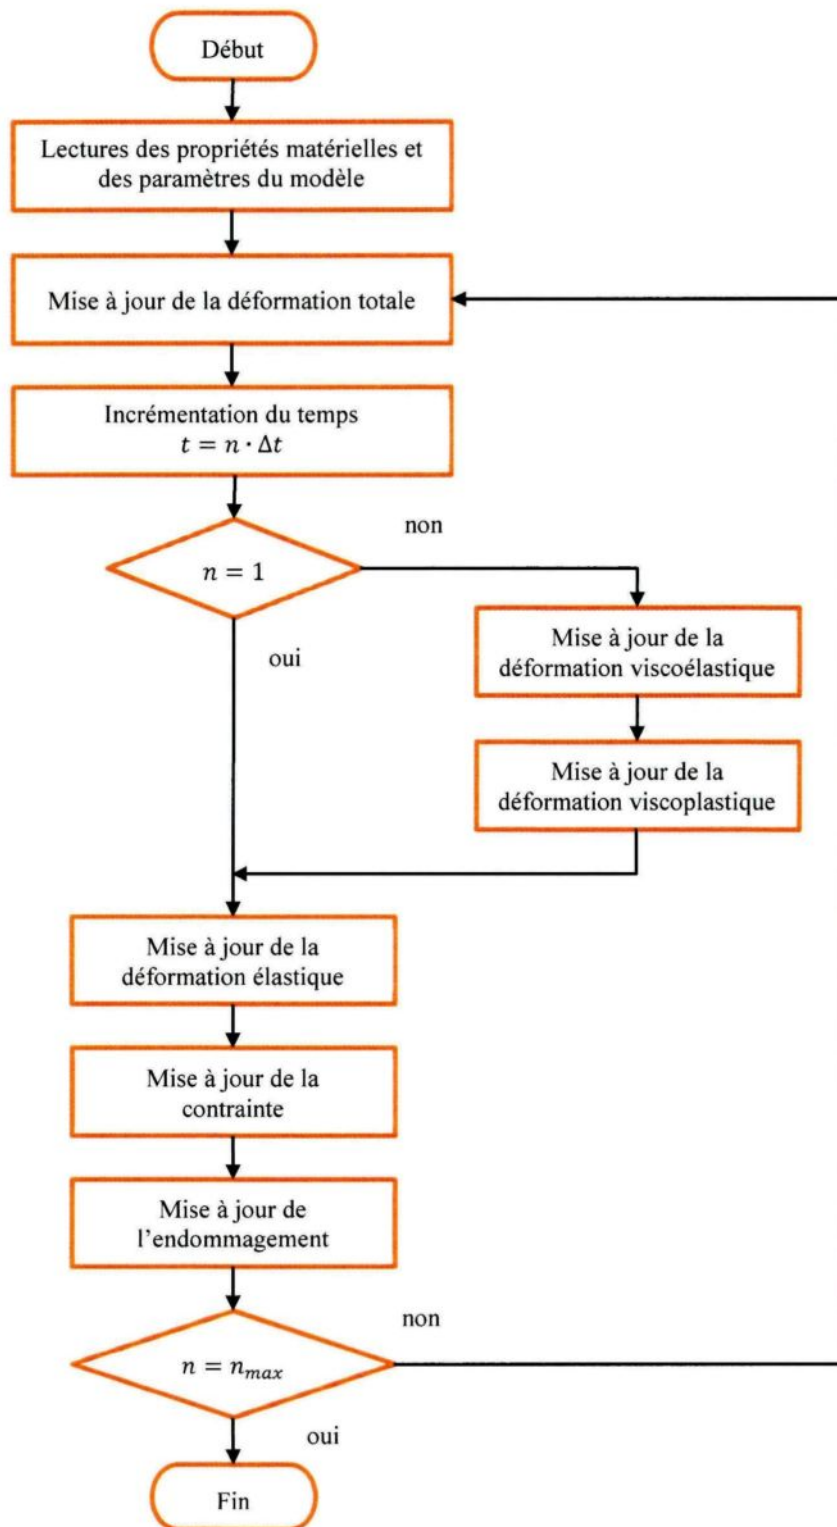 Début
Lectures des propriétés matérielles et
des paramètres du modèle
Mise à jour de la déformation totale
Incrémentation du temps
t = n · Δt
n = 1
non
oui
Mise à jour de la
déformation viscoélastique
Mise à jour de la
déformation viscoplastique
Mise à jour de la
déformation élastique
Mise à jour de la
contrainte
Mise à jour de
l'endommagement
n = nmax
non
oui
Fin